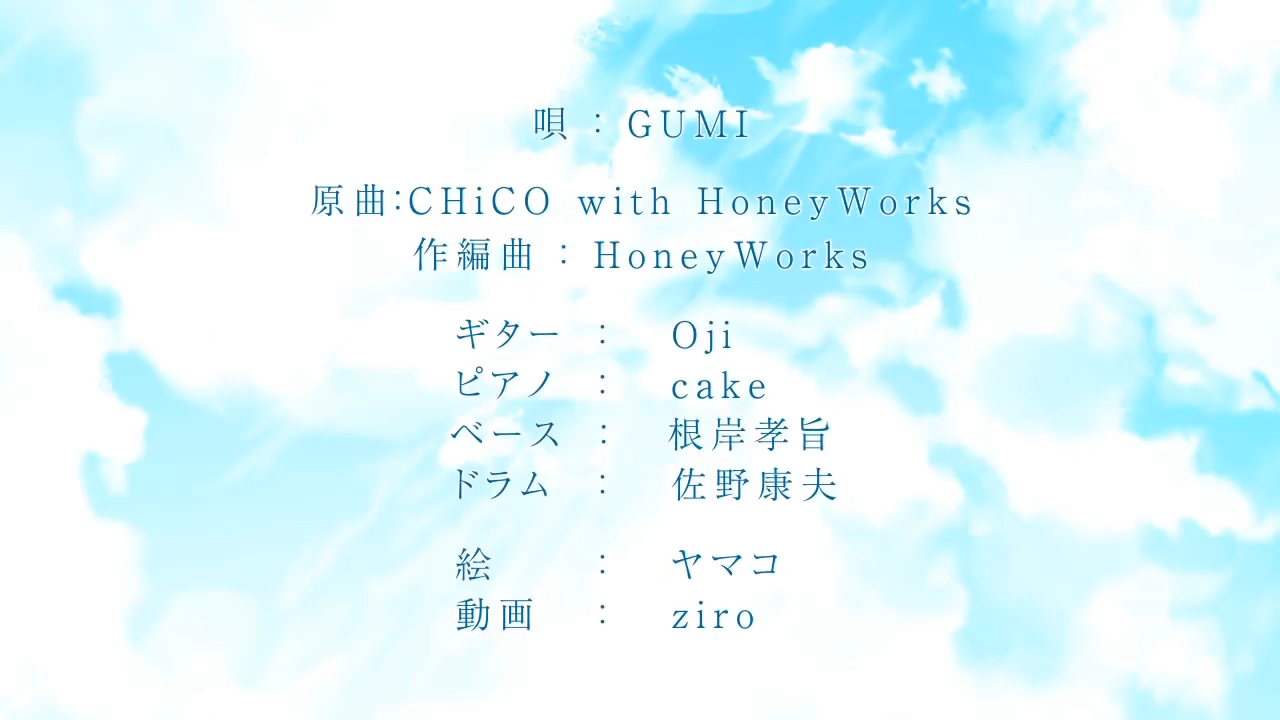 唄 : GUMI
原曲:CHiCO with HoneyWorks
作編曲 : HoneyWorks
ギター : Oji
ピアノ : cake
ベース : 根岸孝旨
ドラム : 佐野康夫
絵 : ヤマコ
動画 : ziro